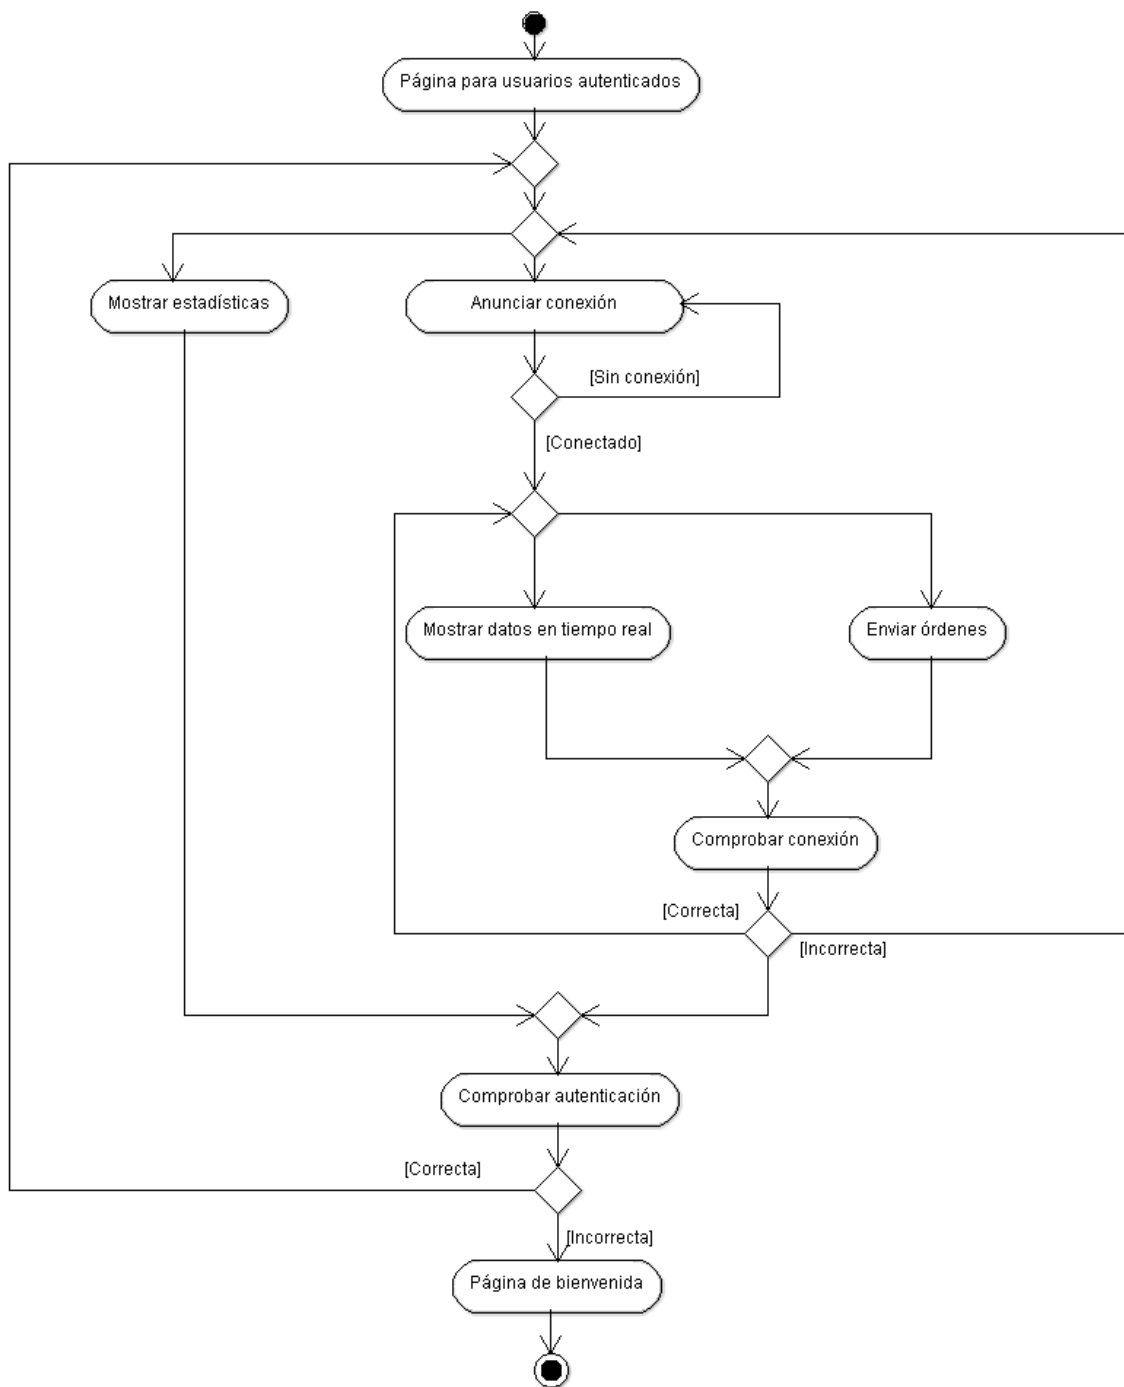 Página para usuarios autenticados
Mostrar estadísticas
Anunciar conexión
[Sin conexión]
[Conectado]
Mostrar datos en tiempo real
Enviar órdenes
Comprobar conexión
[Correcta]
[Incorrecta]
Comprobar autenticación
[Correcta]
[Incorrecta]
Página de bienvenida